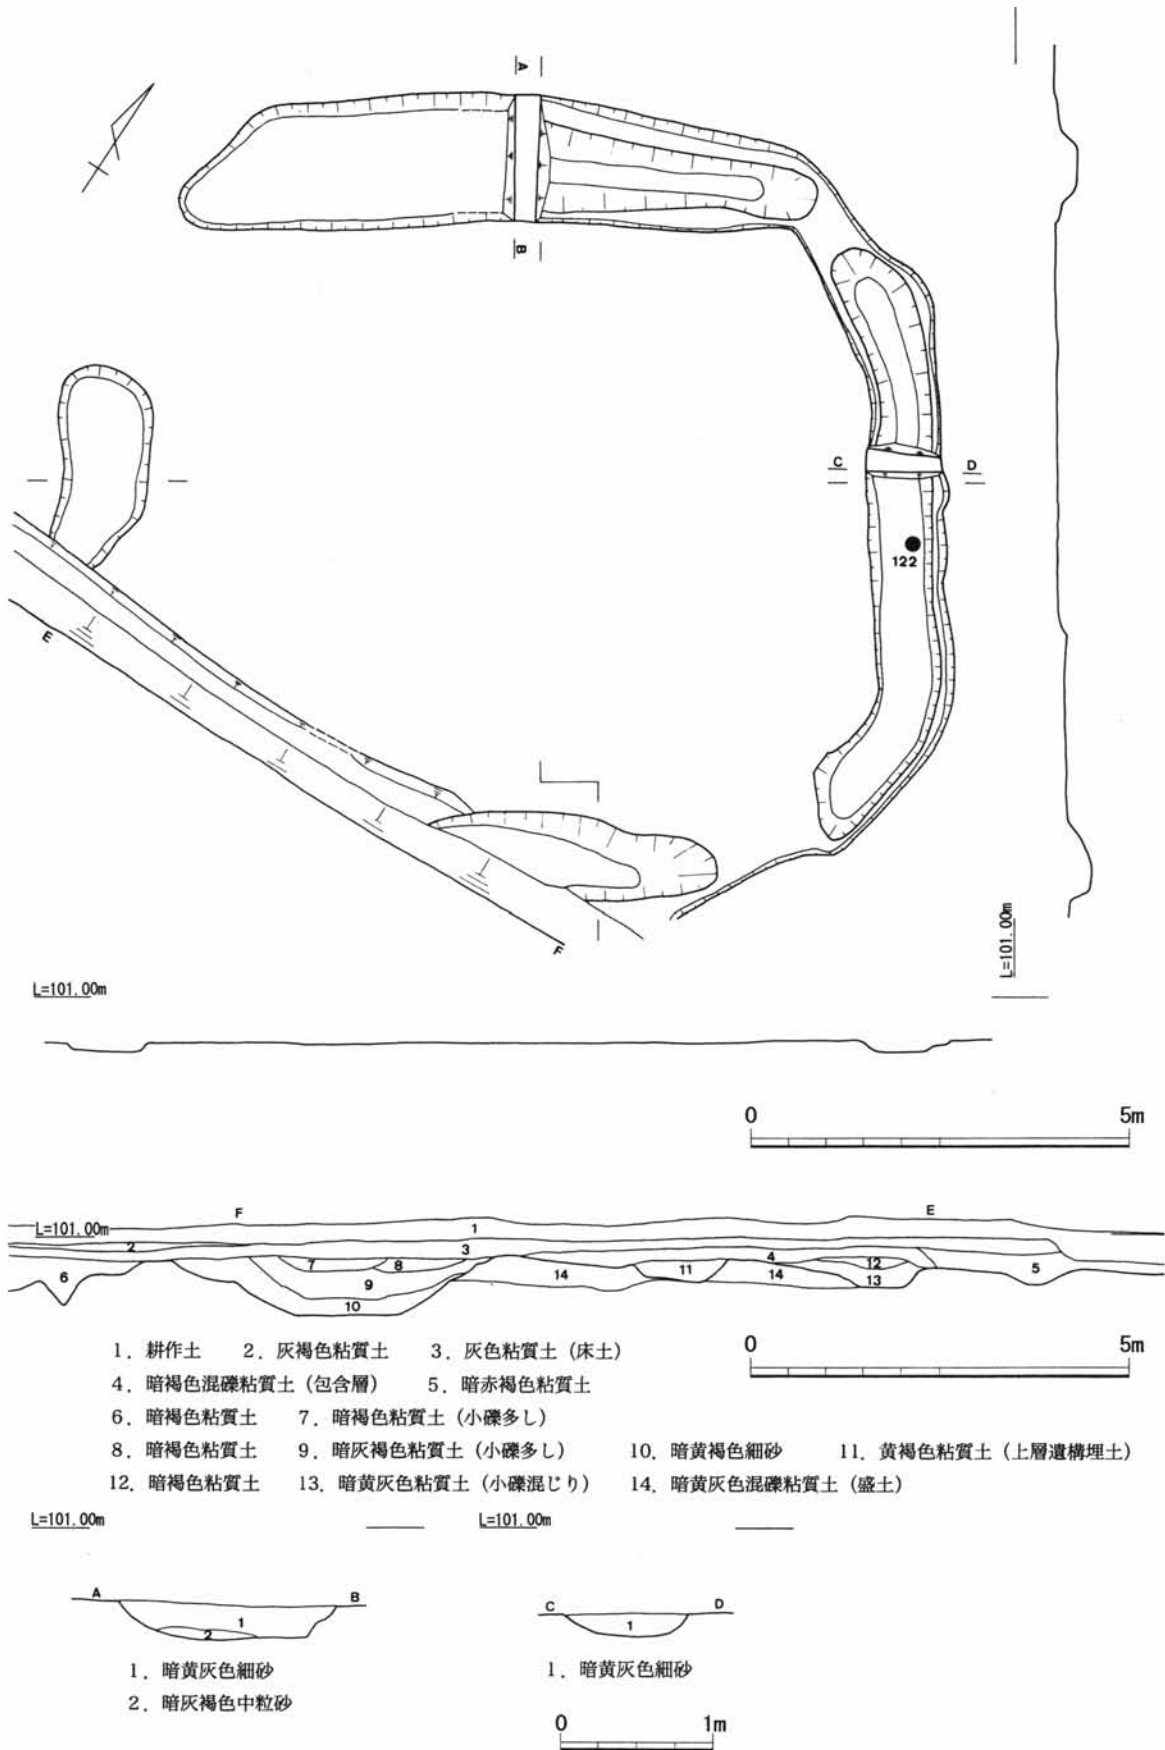 A
B
C D
122
E
F
L=101.00m
L=101.00m
0 5m
F E
L=101.00m
1
2 3 4 12
6 7 8 9 14 11 14 13 5
10
1. 耕作土 2. 灰褐色粘質土 3. 灰色粘質土(床土)
0 5m
4. 暗褐色混礫粘質土(包含層) 5. 暗赤褐色粘質土
6. 暗褐色粘質土 7. 暗褐色粘質土(小礫多し)
8. 暗褐色粘質土 9. 暗灰褐色粘質土(小礫多し) 10. 暗黄褐色細砂 11. 黄褐色粘質土(上層遺構埋土)
12. 暗褐色粘質土 13. 暗黄灰色粘質土(小礫混じり) 14. 暗黄灰色混礫粘質土(盛土)
L=101.00m L=101.00m
A B C D
1 1
2
1. 暗黄灰色細砂 1. 暗黄灰色細砂
2. 暗灰褐色中粒砂
0 1m